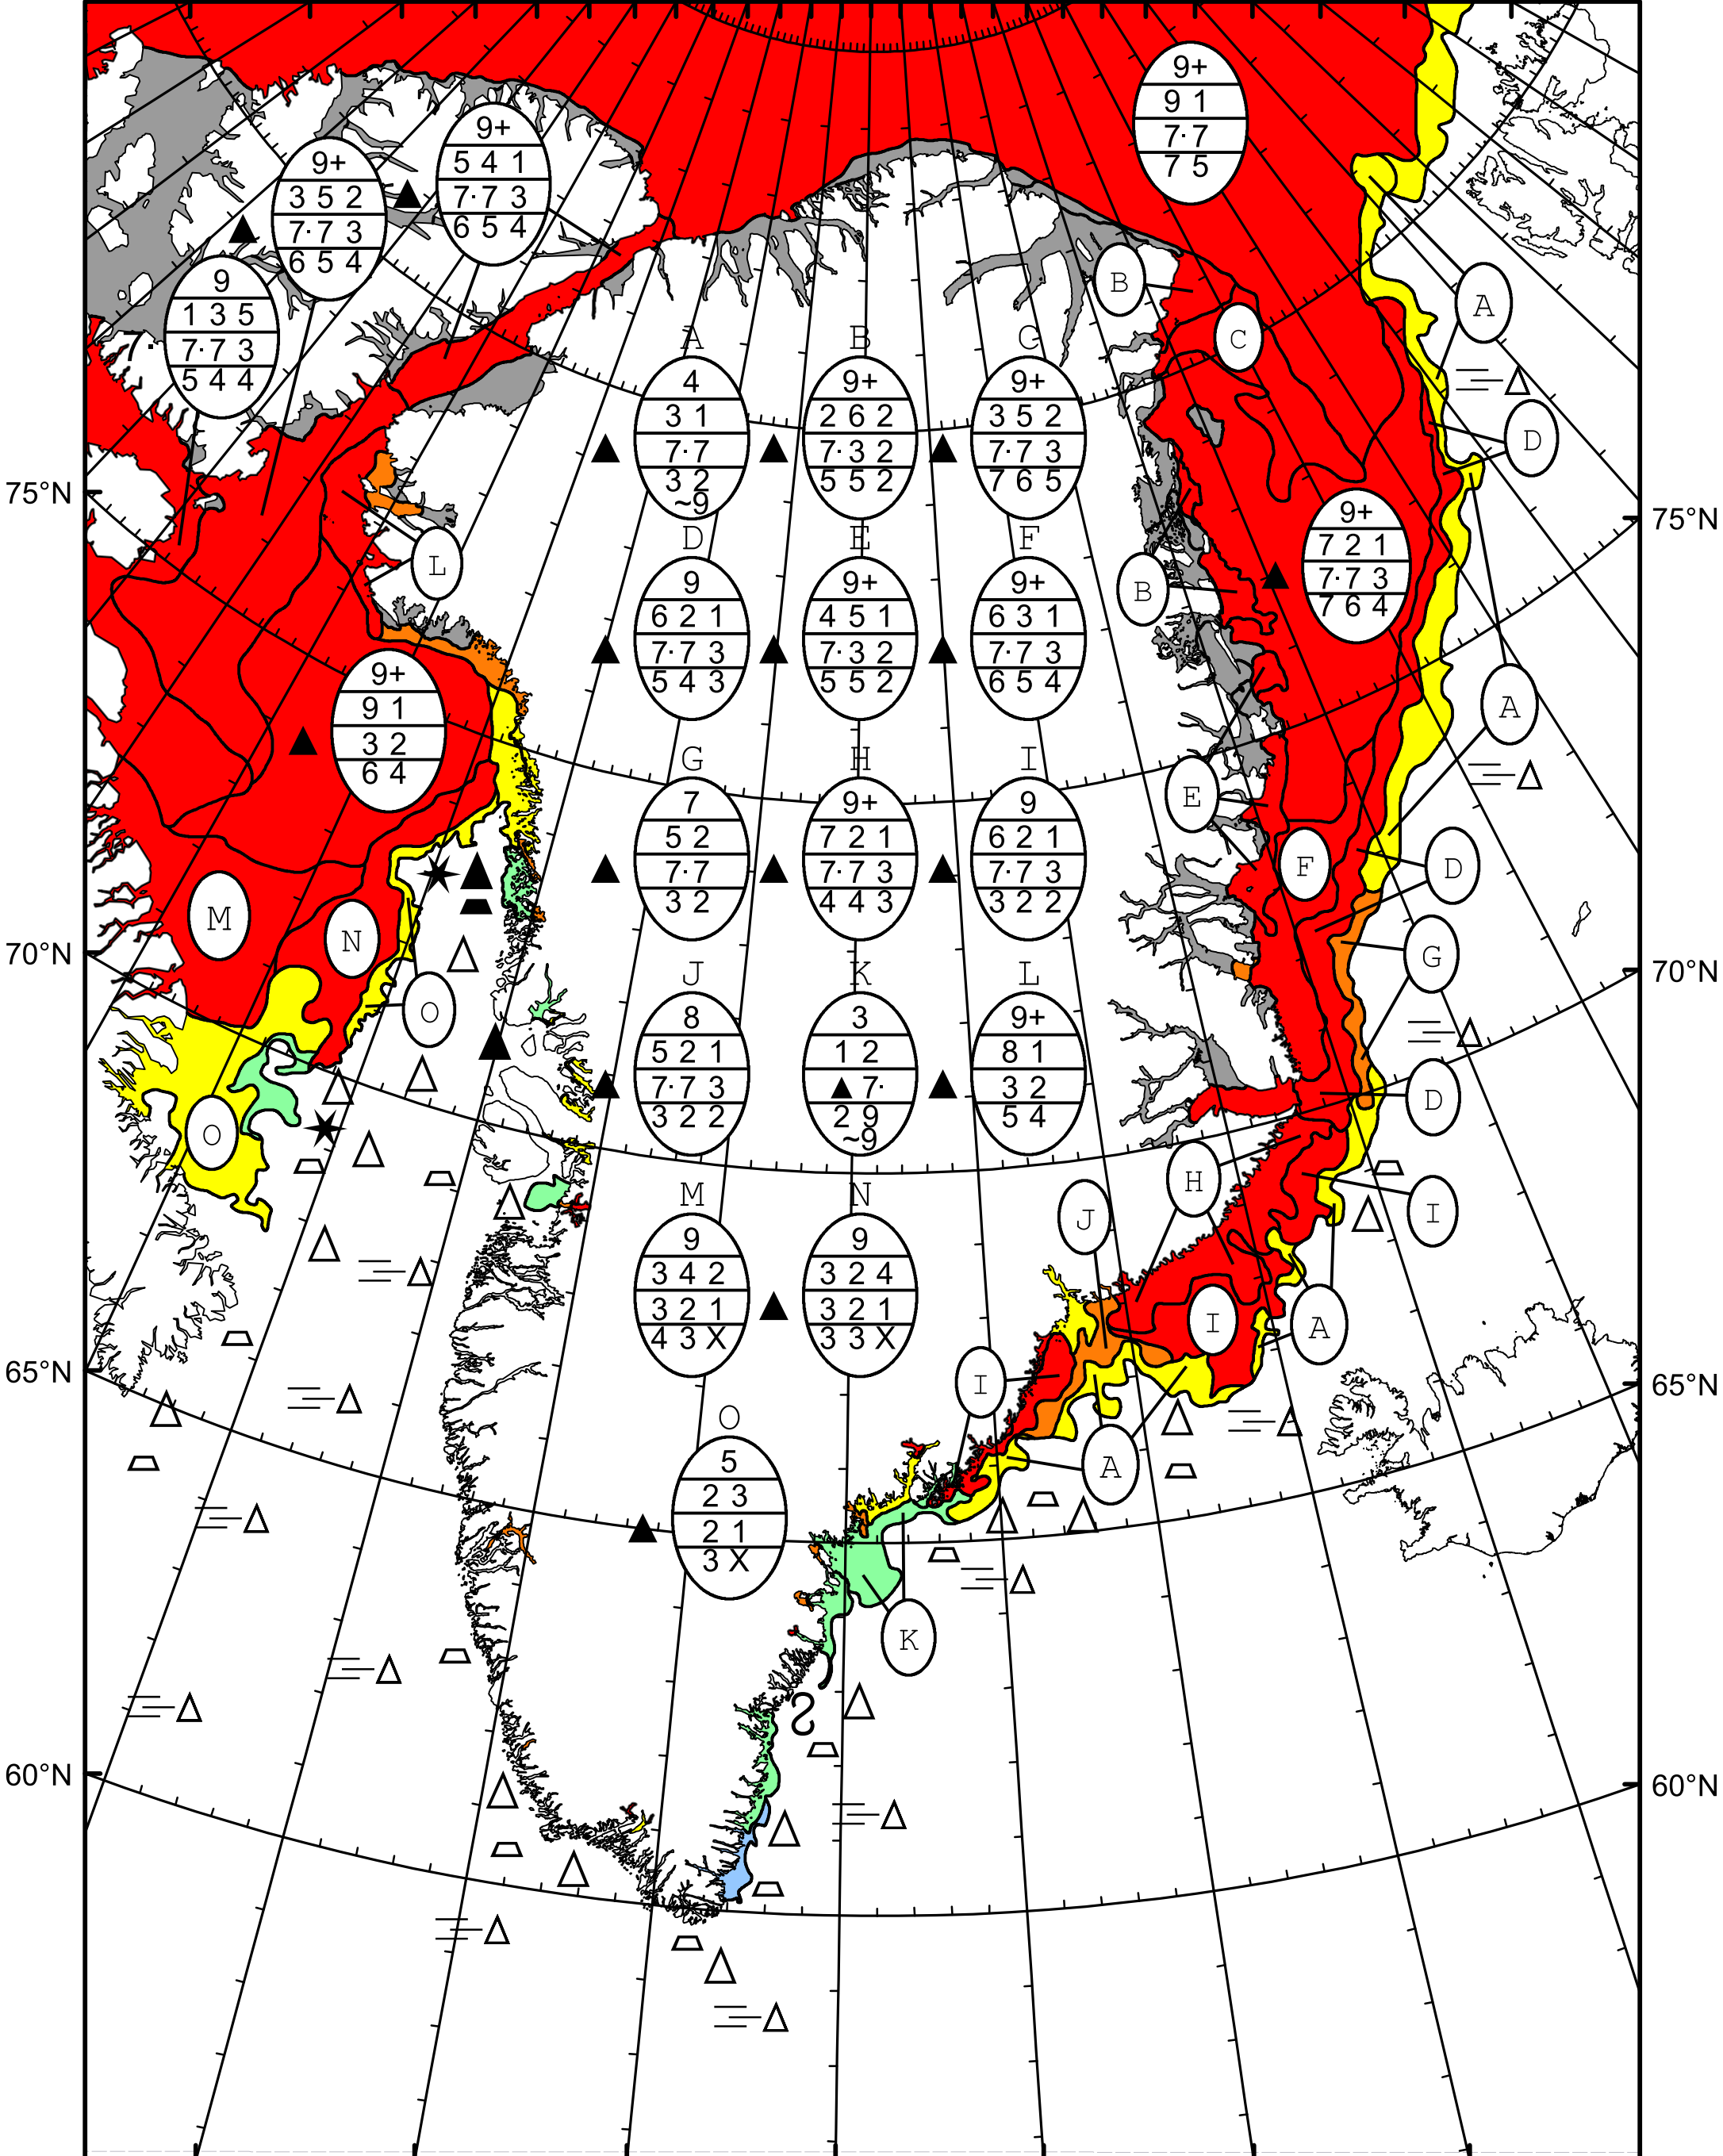 9+
9 1
7· 7
7 5
9+
5 4 1
7· 7 3
6 5 4
9+
3 5 2
7· 7 3
6 5 4
9
1 3 5
7· 7 3
5 4 4
7·
B
C
A
D
A B C
4
3 1
7· 7
3 2
~9
9+
2 6 2
7· 3 2
5 5 2
9+
3 5 2
7· 7 3
7 6 5
75°N
75°N
L
D E F
9
6 2 1
7· 7 3
5 4 3
9+
4 5 1
7· 3 2
5 5 2
9+
6 3 1
7· 7 3
6 5 4
B
9+
7 2 1
7· 7 3
7 6 4
A
9+
9 1
3 2
6 4
G H I
7
5 2
7· 7
3 2
9+
7 2 1
7· 7 3
4 4 3
9
6 2 1
7· 7 3
3 2 2
E
F
D
M
N
70°N
70°N
G
O
J K L
8
5 2 1
7· 7 3
3 2 2
3
1 2
7·
2 9
~9
9+
8 1
3 2
5 4
D
O
H
I
J
M N
9
3 4 2
3 2 1
4 3 X
9
3 2 4
3 2 1
3 3 X
I
A
65°N
65°N
I
A
O
5
2 3
2 1
3 X
K
60°N
60°N